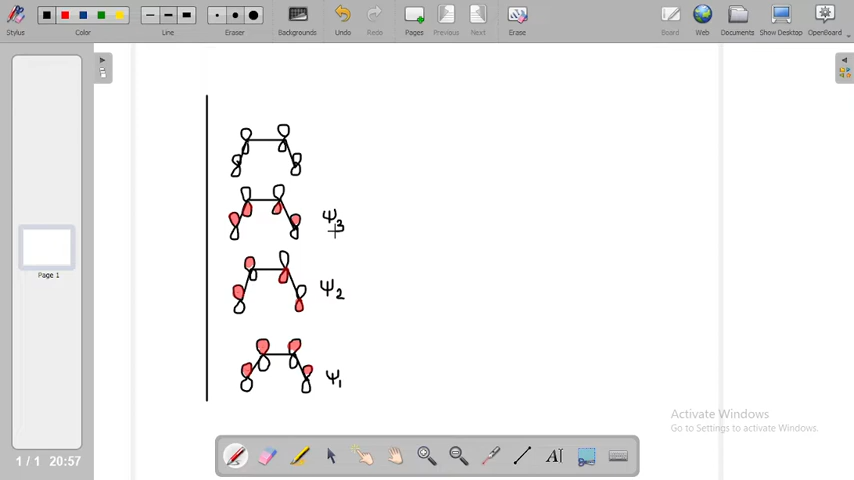 Stylus
Color
Line
Eraser
Backgrounds
Undo
Redo
Pages
Previous
Next
Erase
Board
Web
Documents
Show Desktop
OpenBoard
ψ3
ψ2
ψ1
Page 1
Activate Windows
Go to Settings to activate Windows.
1 / 1 20:57
A